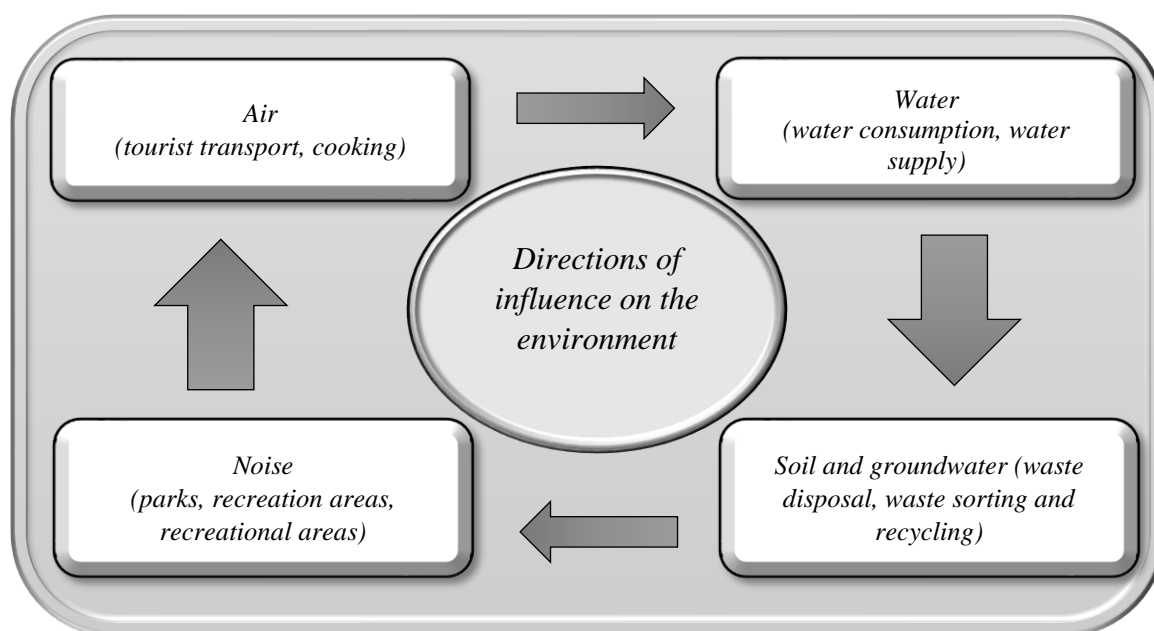 Air
(tourist transport, cooking)
Water
(water consumption, water
supply)
Directions of
influence on the
environment
Noise
(parks, recreation areas,
recreational areas)
Soil and groundwater (waste
disposal, waste sorting and
recycling)